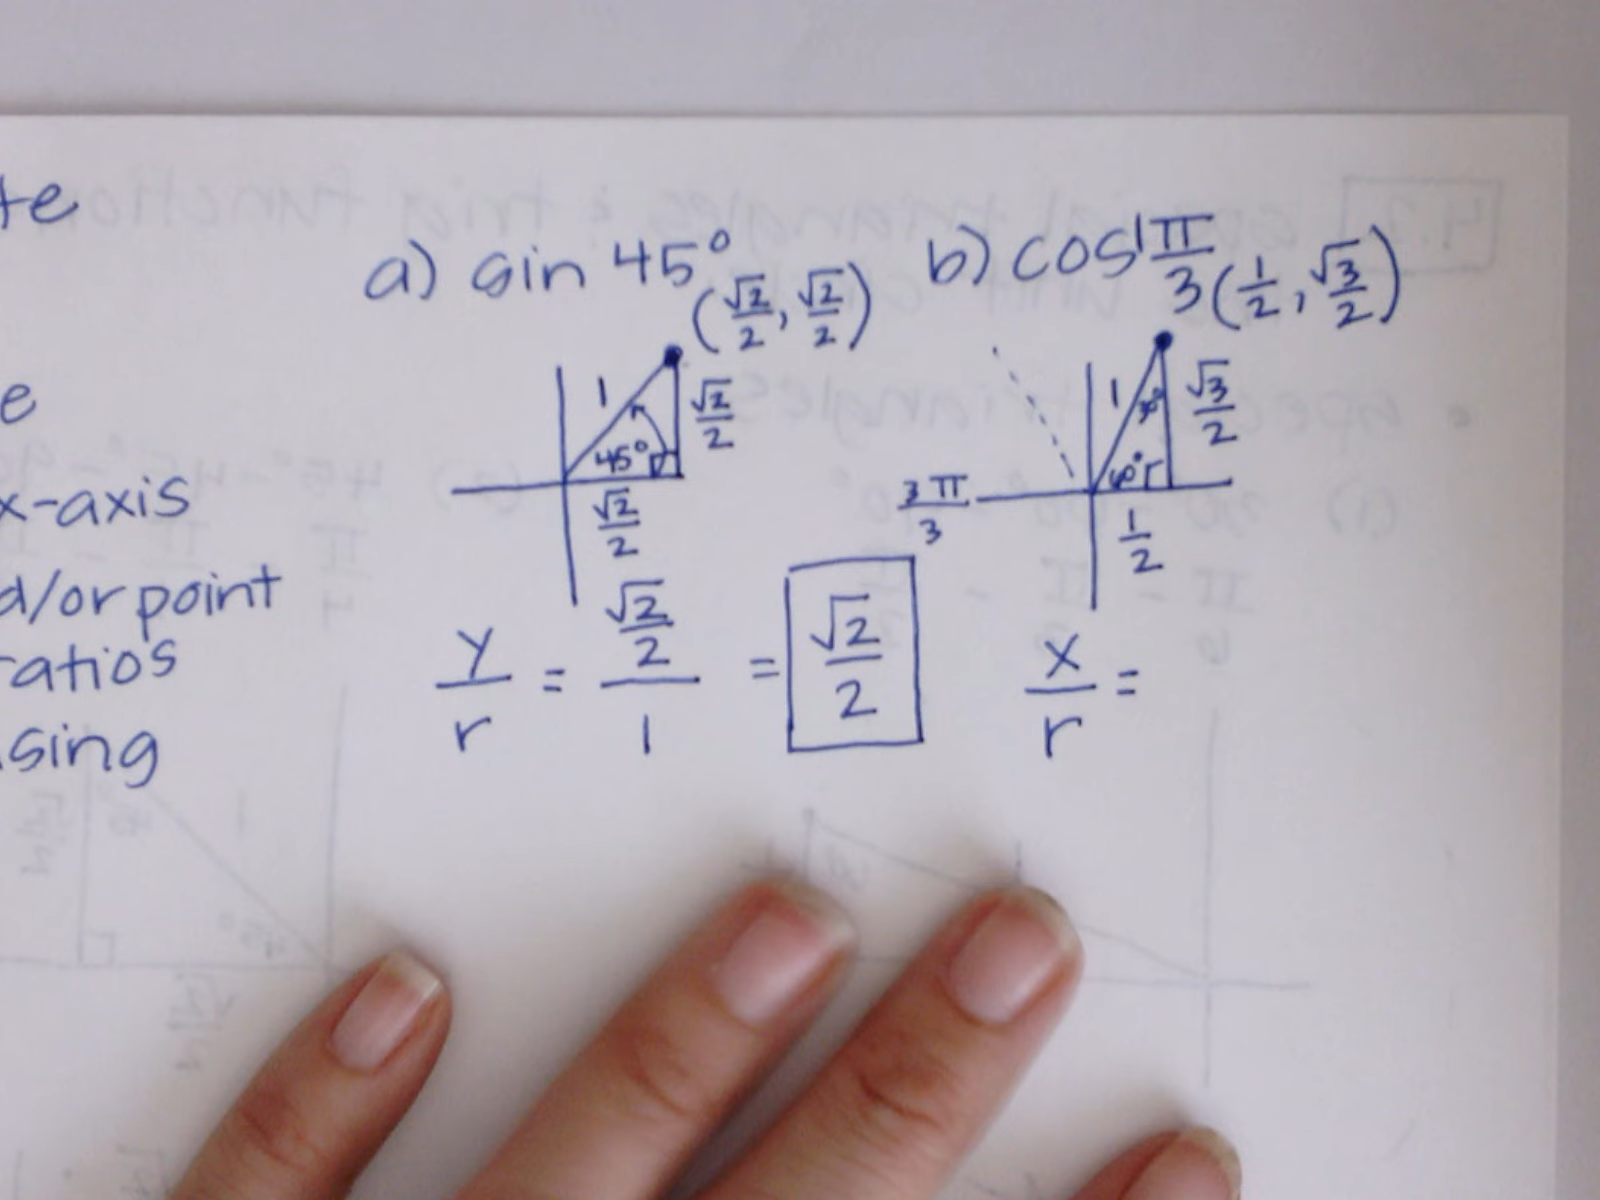 te
a) sin 45° b) cos 1π/3
(√2/2, √2/2) (1/2, √3/2)
e
1 √2/2 1 30° √3/2
45° 60°
x-axis
√2/2 3π/3 1/2
d/or point
ratios
y/r = √2/2/1 = √2/2 x/r =
sing